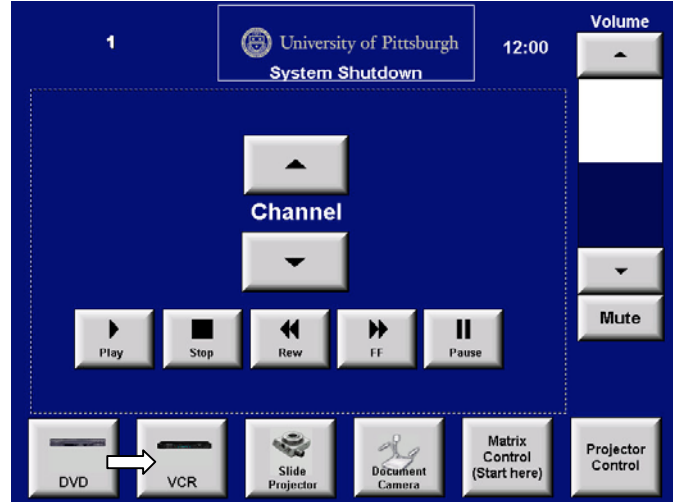 1
University of Pittsburgh
System Shutdown
12:00
Volume
Channel
Play
Stop
Rew
FF
Pause
Mute
DVD
VCR
Slide
Projector
Document
Camera
Matrix
Control
(Start here)
Projector
Control